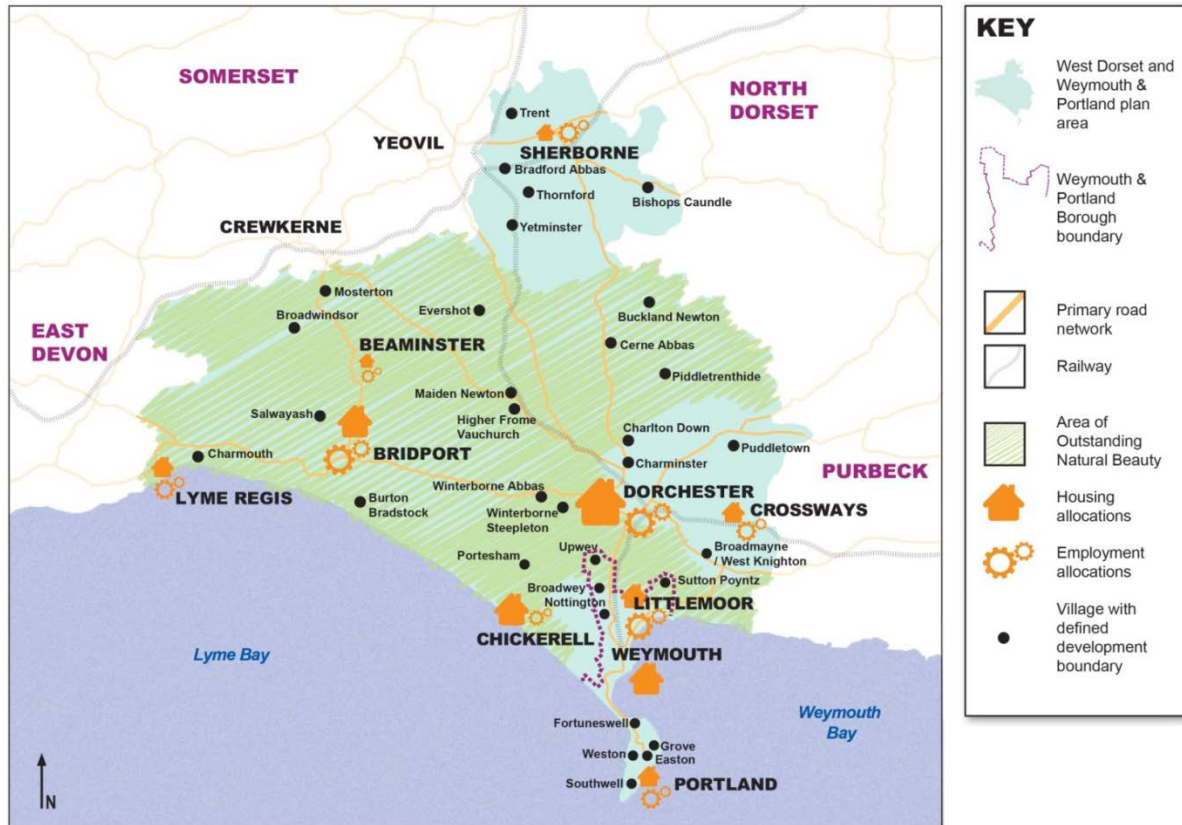 SOMERSET
NORTH
DORSET
Trent
YEOVIL
SHERBORNE
Bradford Abbas
Thornford
Bishops Caundle
Yetminster
CREWKERNE
Mosterton
Broadwindsor
Evershot
Buckland Newton
EAST
DEVON
BEAMINSTER
Cerne Abbas
Piddletrenthide
Maiden Newton
Salwayash
Higher Frome
Vauchurch
Charlton Down
Puddletown
Charmouth
BRIDPORT
Charminster
PURBECK
LYME REGIS
Winterborne Abbas
DORCHESTER
CROSSWAYS
Burton
Bradstock
Winterborne
Steepleton
Portesham
Upwey
Broadmayne
/ West Knighton
Sutton Poyntz
Broadwey
Nottington
LITTLEMOOR
CHICKERELL
WEYMOUTH
Lyme Bay
Weymouth
Bay
Fortuneswell
Grove
Weston
Easton
Southwell
PORTLAND
N
KEY
West Dorset and
Weymouth &
Portland plan
area
Weymouth &
Portland
Borough
boundary
Primary road
network
Railway
Area of
Outstanding
Natural Beauty
Housing
allocations
Employment
allocations
Village with
defined
development
boundary